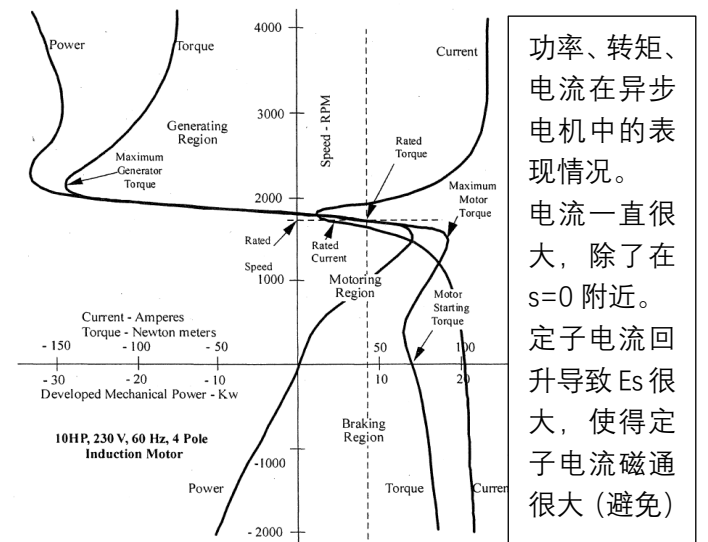 4000
Power
Torque
Current
Generating
Region
3000
Speed - RPM
Rated
Torque
Maximum
Generator
Torque
Maximum
Motor
Torque
2000
Rated
Speed
Rated
Current
1000
Motoring
Region
Motor
Starting
Torque
Current - Amperes
Torque - Newton meters
- 150 - 100 -50 50 100
- 30 - 20 -10 10 20
Developed Mechanical Power - Kw
Braking
Region
10HP, 230 V, 60 Hz, 4 Pole
Induction Motor
-1000
Power
Torque
Curren
- 2000
功率、转矩、
电流在异步
电机中的表
现情况。
电流一直很
大，除了在
s=0 附近。
定子电流回
升导致 Es 很
大，使得定
子电流磁通
很大（避免）